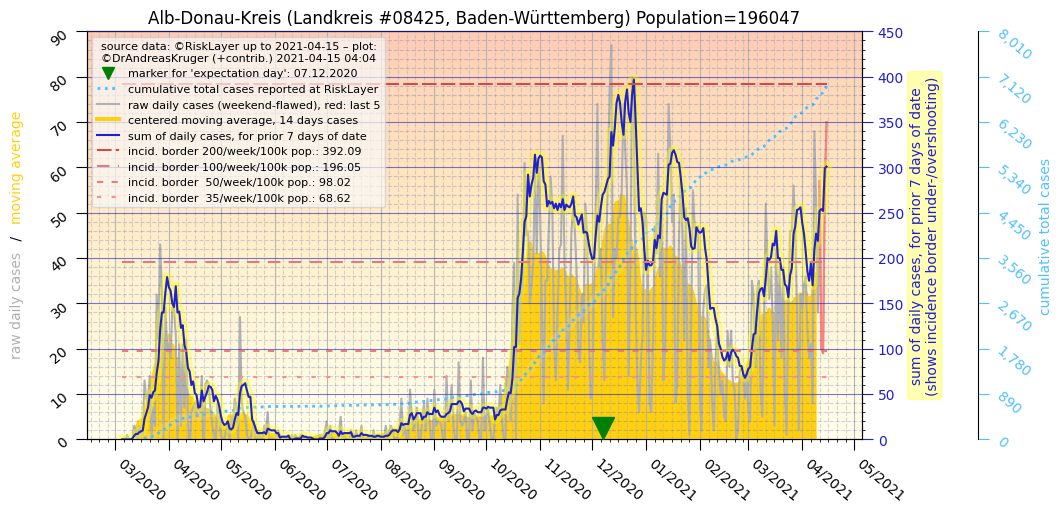 Alb-Donau-Kreis (Landkreis #08425, Baden-Württemberg) Population=196047
source data: ©RiskLayer up to 2021-04-15 – plot:
©DrAndreasKruger (+contrib.) 2021-04-15 04:04
marker for 'expectation day': 07.12.2020
cumulative total cases reported at RiskLayer
raw daily cases (weekend-flawed), red: last 5
centered moving average, 14 days cases
sum of daily cases, for prior 7 days of date
incid. border 200/week/100k pop.: 392.09
incid. border 100/week/100k pop.: 196.05
incid. border  50/week/100k pop.: 98.02
incid. border  35/week/100k pop.: 68.62
raw daily cases  /  moving average
90
80
70
60
50
40
30
20
10
0
450
400
350
300
250
200
150
100
50
0
sum of daily cases, for prior 7 days of date
(shows incidence border under-/overshooting)
8,010
7,120
6,230
5,340
4,450
3,560
2,670
1,780
890
0
cumulative total cases
03/2020
04/2020
05/2020
06/2020
07/2020
08/2020
09/2020
10/2020
11/2020
12/2020
01/2021
02/2021
03/2021
04/2021
05/2021